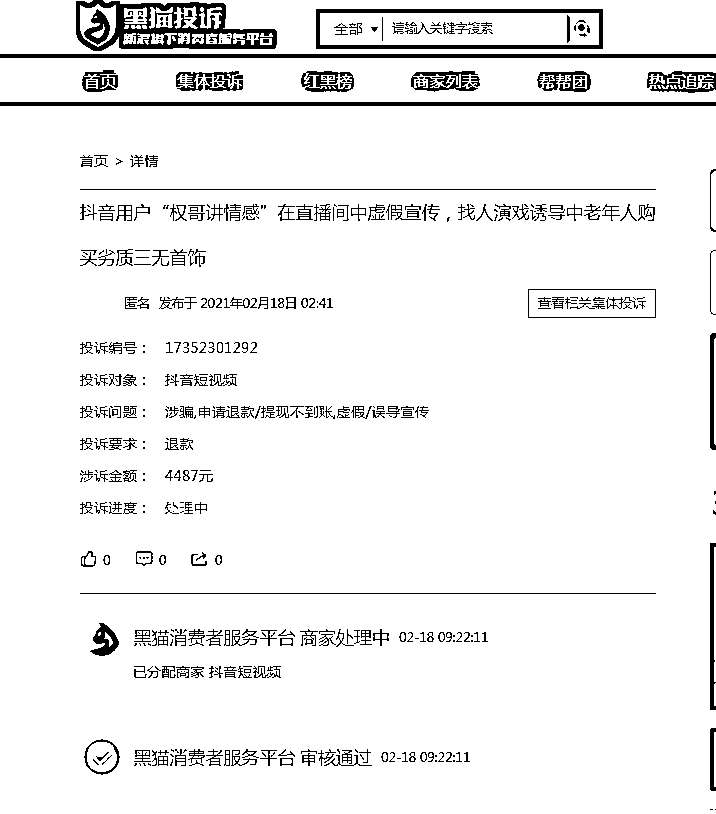 黑猫投诉
新浪旗下消费者服务平台
全部 请输入关键字搜索
首页 集体投诉 红黑榜 商家列表 帮帮团 热点追踪
首页 > 详情
抖音用户“权哥讲情感”在直播间中虚假宣传，找人演戏诱导中老年人购
买劣质三无首饰
匿名 发布于 2021年02月18日 02:41
查看相关集体投诉
投诉编号： 17352301292
投诉对象： 抖音短视频
投诉问题： 涉骗,申请退款/提现不到账,虚假/误导宣传
投诉要求： 退款
涉诉金额： 4487元
投诉进度： 处理中
0 0 0
黑猫消费者服务平台 商家处理中 02-18 09:22:11
已分配商家 抖音短视频
黑猫消费者服务平台 审核通过 02-18 09:22:11